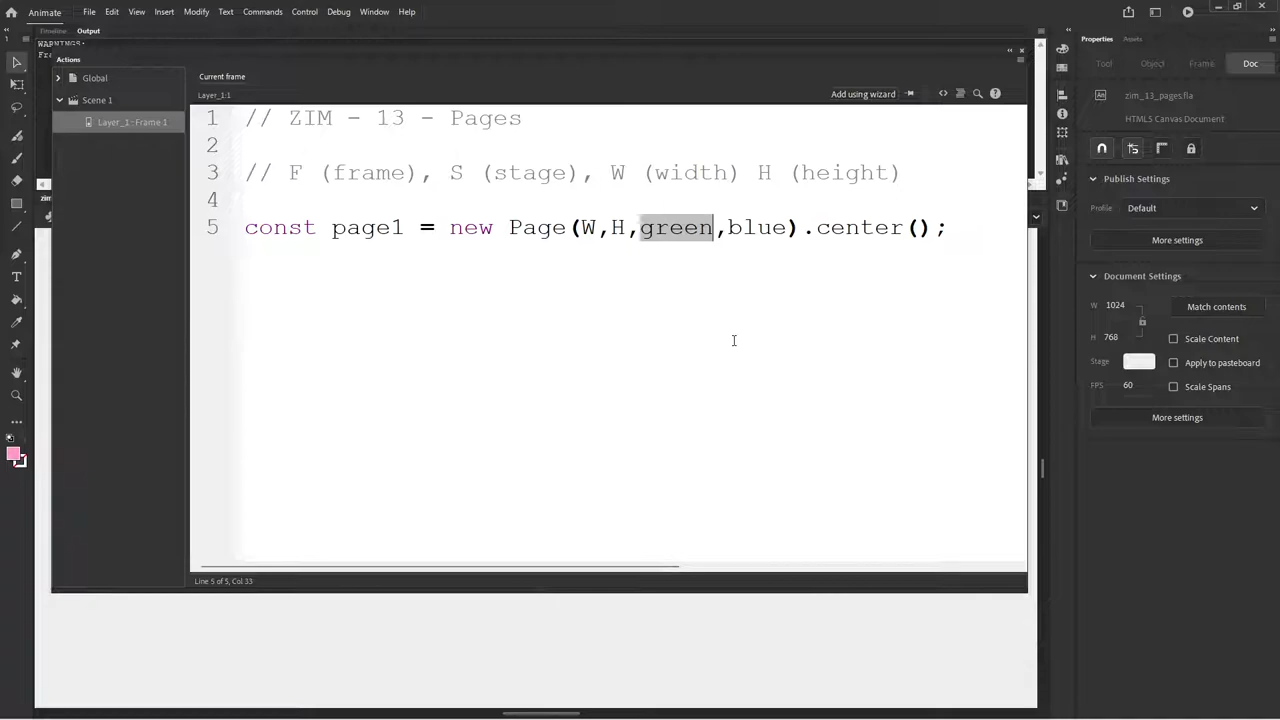 Animate File Edit View Insert Modify Text Commands Control Debug Window Help
Timeline Output
WARNINGS:
Actions
Global
Scene 1
Layer_1 - Frame 1
Current frame
Layer_1:1
Add using wizard
1 // ZIM - 13 - Pages
2
3 // F (frame), S (stage), W (width) H (height)
4
5 const page1 = new Page(W,H,green,blue).center();
Line 5 of 5, Col 33
Properties Assets
Tool Object Frame Doc
zim_13_pages.fla
HTML5 Canvas Document
Publish Settings
Profile Default
More settings
Document Settings
W 1024 Match contents
H 768 Scale Content
Stage Apply to pasteboard
FPS 60 Scale Spans
More settings